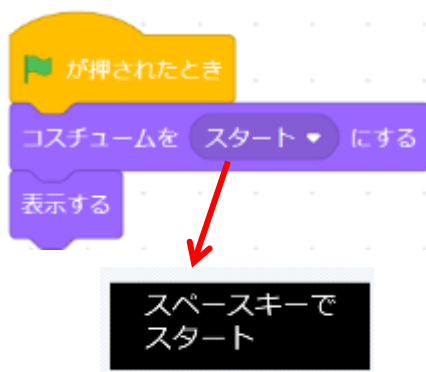 が押されたとき
コスチュームを スタート にする
表示する
スペースキーで
スタート